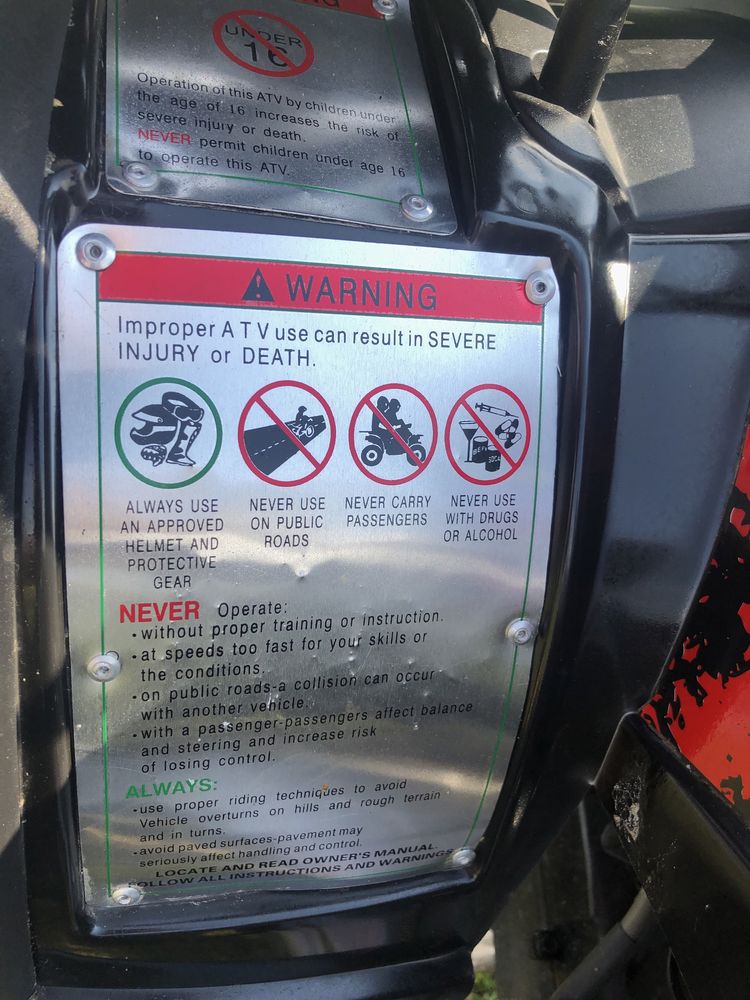 UNDER
16
Operation of this ATV by children under
the age of 16 increases the risk of
severe injury or death.
NEVER permit children under age 16
to operate this ATV.
WARNING
Improper A T V use can result in SEVERE
INJURY or DEATH.
ALWAYS USE
AN APPROVED
HELMET AND
PROTECTIVE
GEAR
NEVER USE
ON PUBLIC
ROADS
NEVER CARRY
PASSENGERS
NEVER USE
WITH DRUGS
OR ALCOHOL
NEVER Operate:
• without proper training or instruction.
• at speeds too fast for your skills or
the conditions.
• on public roads-a collision can occur
with another vehicle.
• with a passenger-passengers affect balance
and steering and increase risk
of losing control.
ALWAYS:
• use proper riding techniques to avoid
Vehicle overturns on hills and rough terrain
and in turns.
• avoid paved surfaces-pavement may
seriously affect handling and control.
LOCATE AND READ OWNER'S MANUAL.
FOLLOW ALL INSTRUCTIONS AND WARNINGS